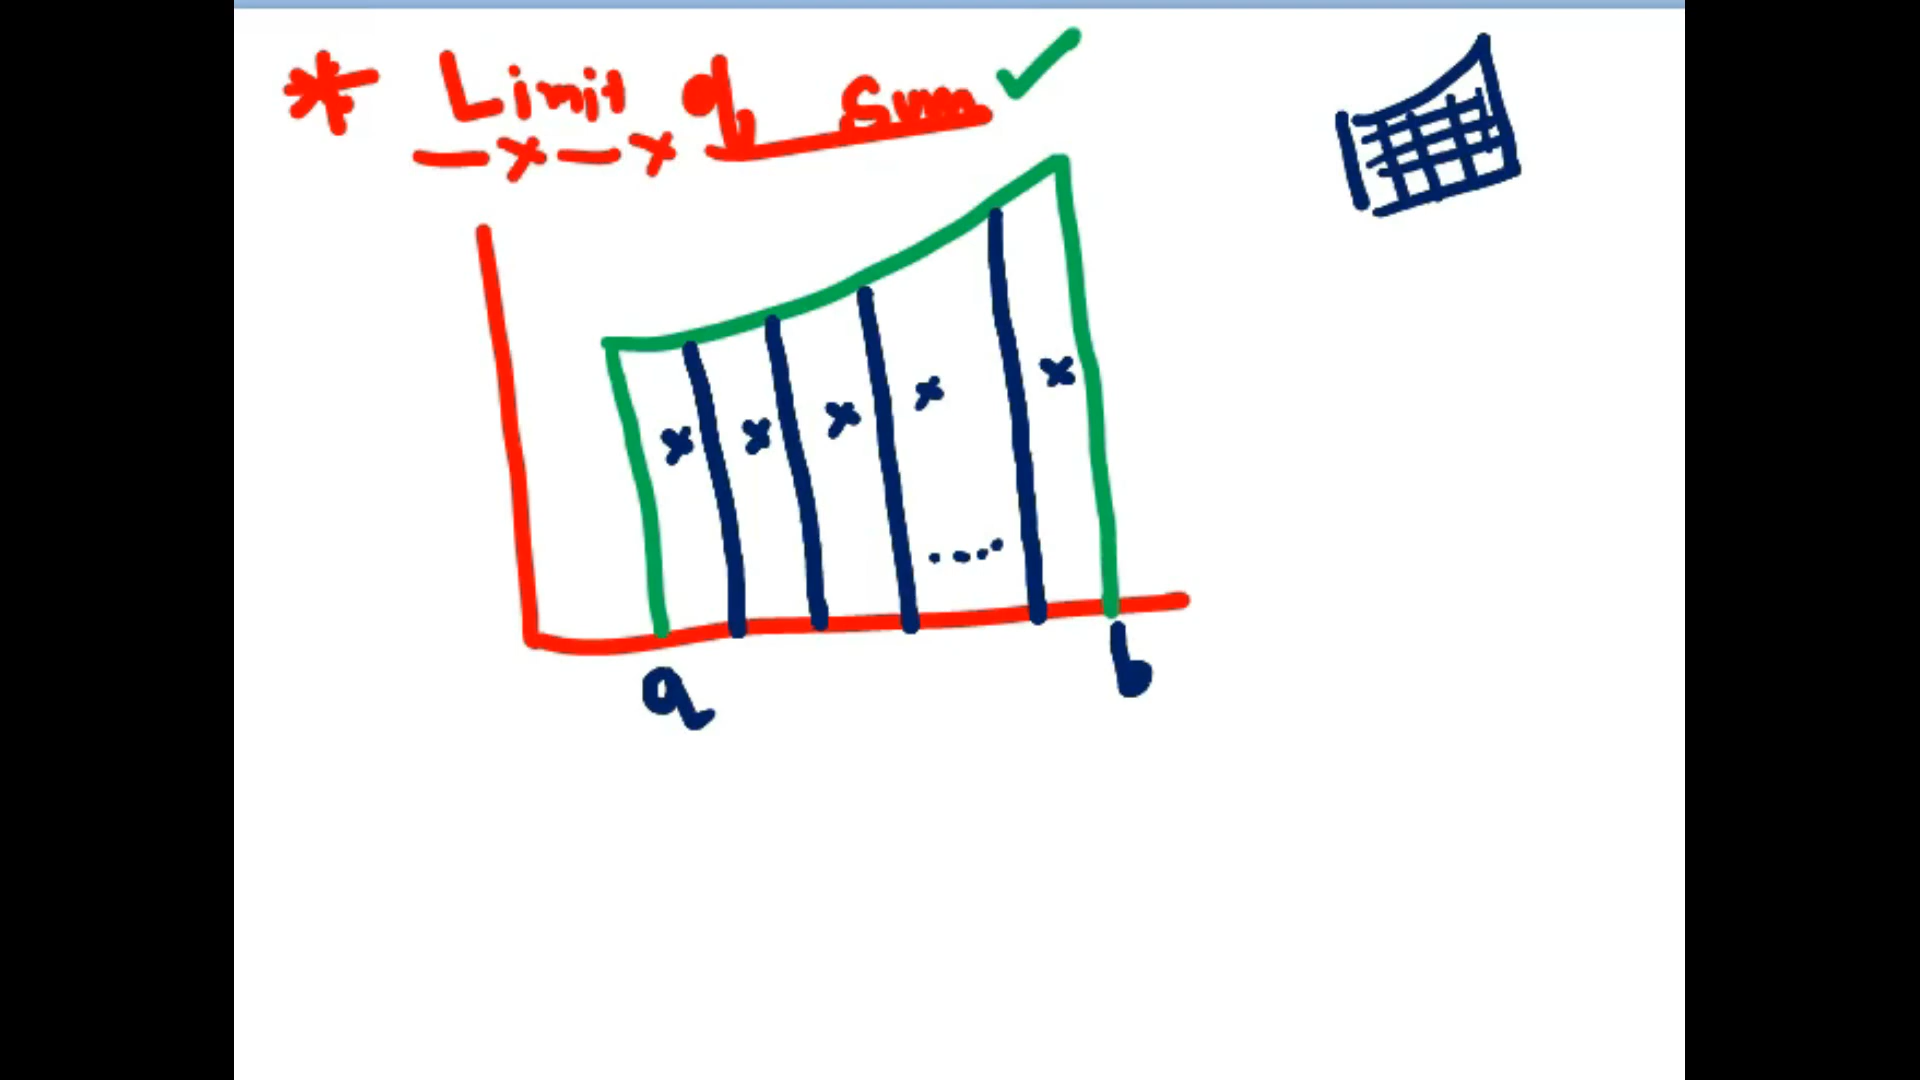 * Limit of Sum ✓
x x x x x
....
a b